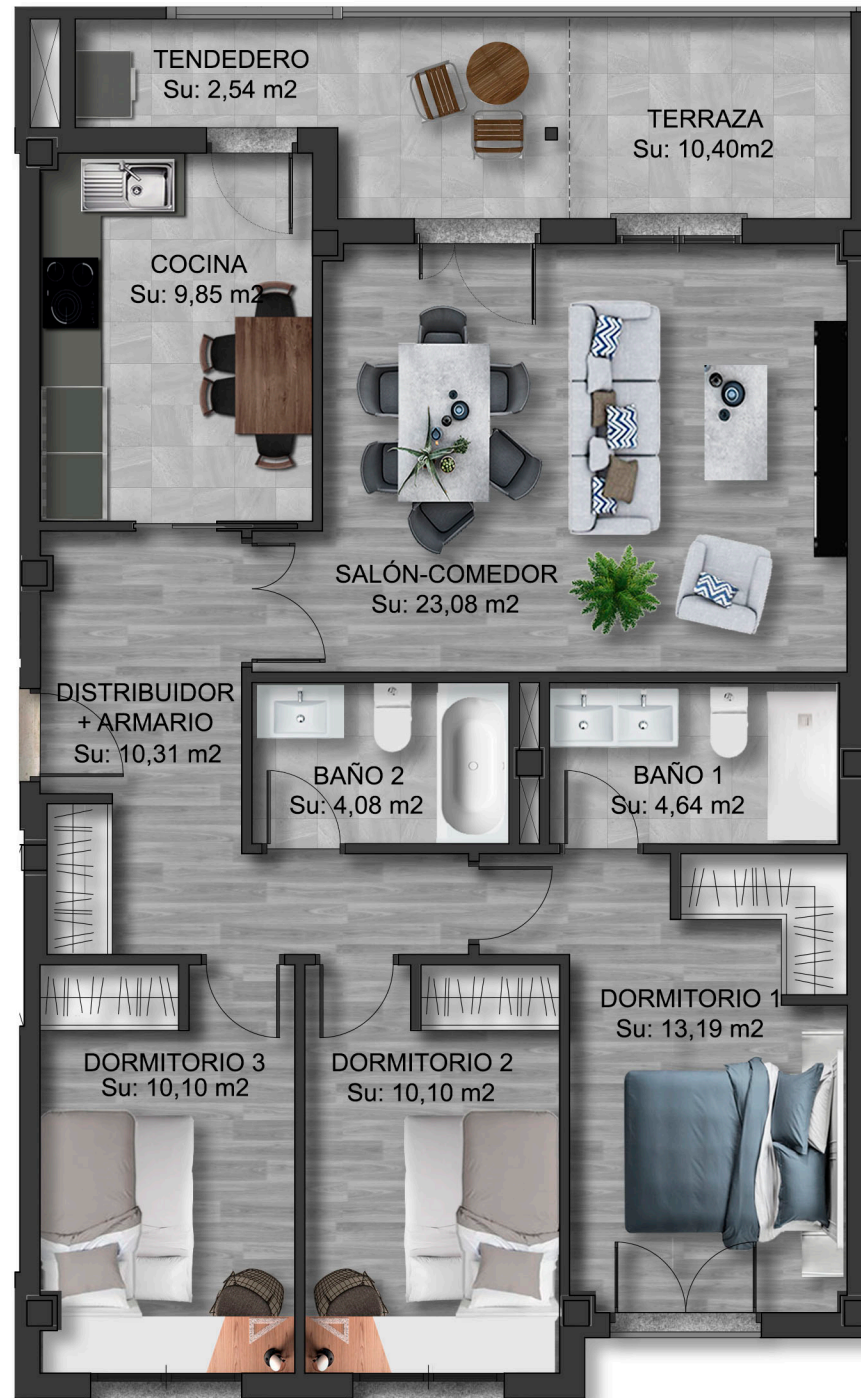 TENDEDERO
Su: 2,54 m2
TERRAZA
Su: 10,40m2
COCINA
Su: 9,85 m2
SALÓN-COMEDOR
Su: 23,08 m2
DISTRIBUIDOR
+ ARMARIO
Su: 10,31 m2
BAÑO 2
Su: 4,08 m2
BAÑO 1
Su: 4,64 m2
DORMITORIO 1
Su: 13,19 m2
DORMITORIO 3
Su: 10,10 m2
DORMITORIO 2
Su: 10,10 m2